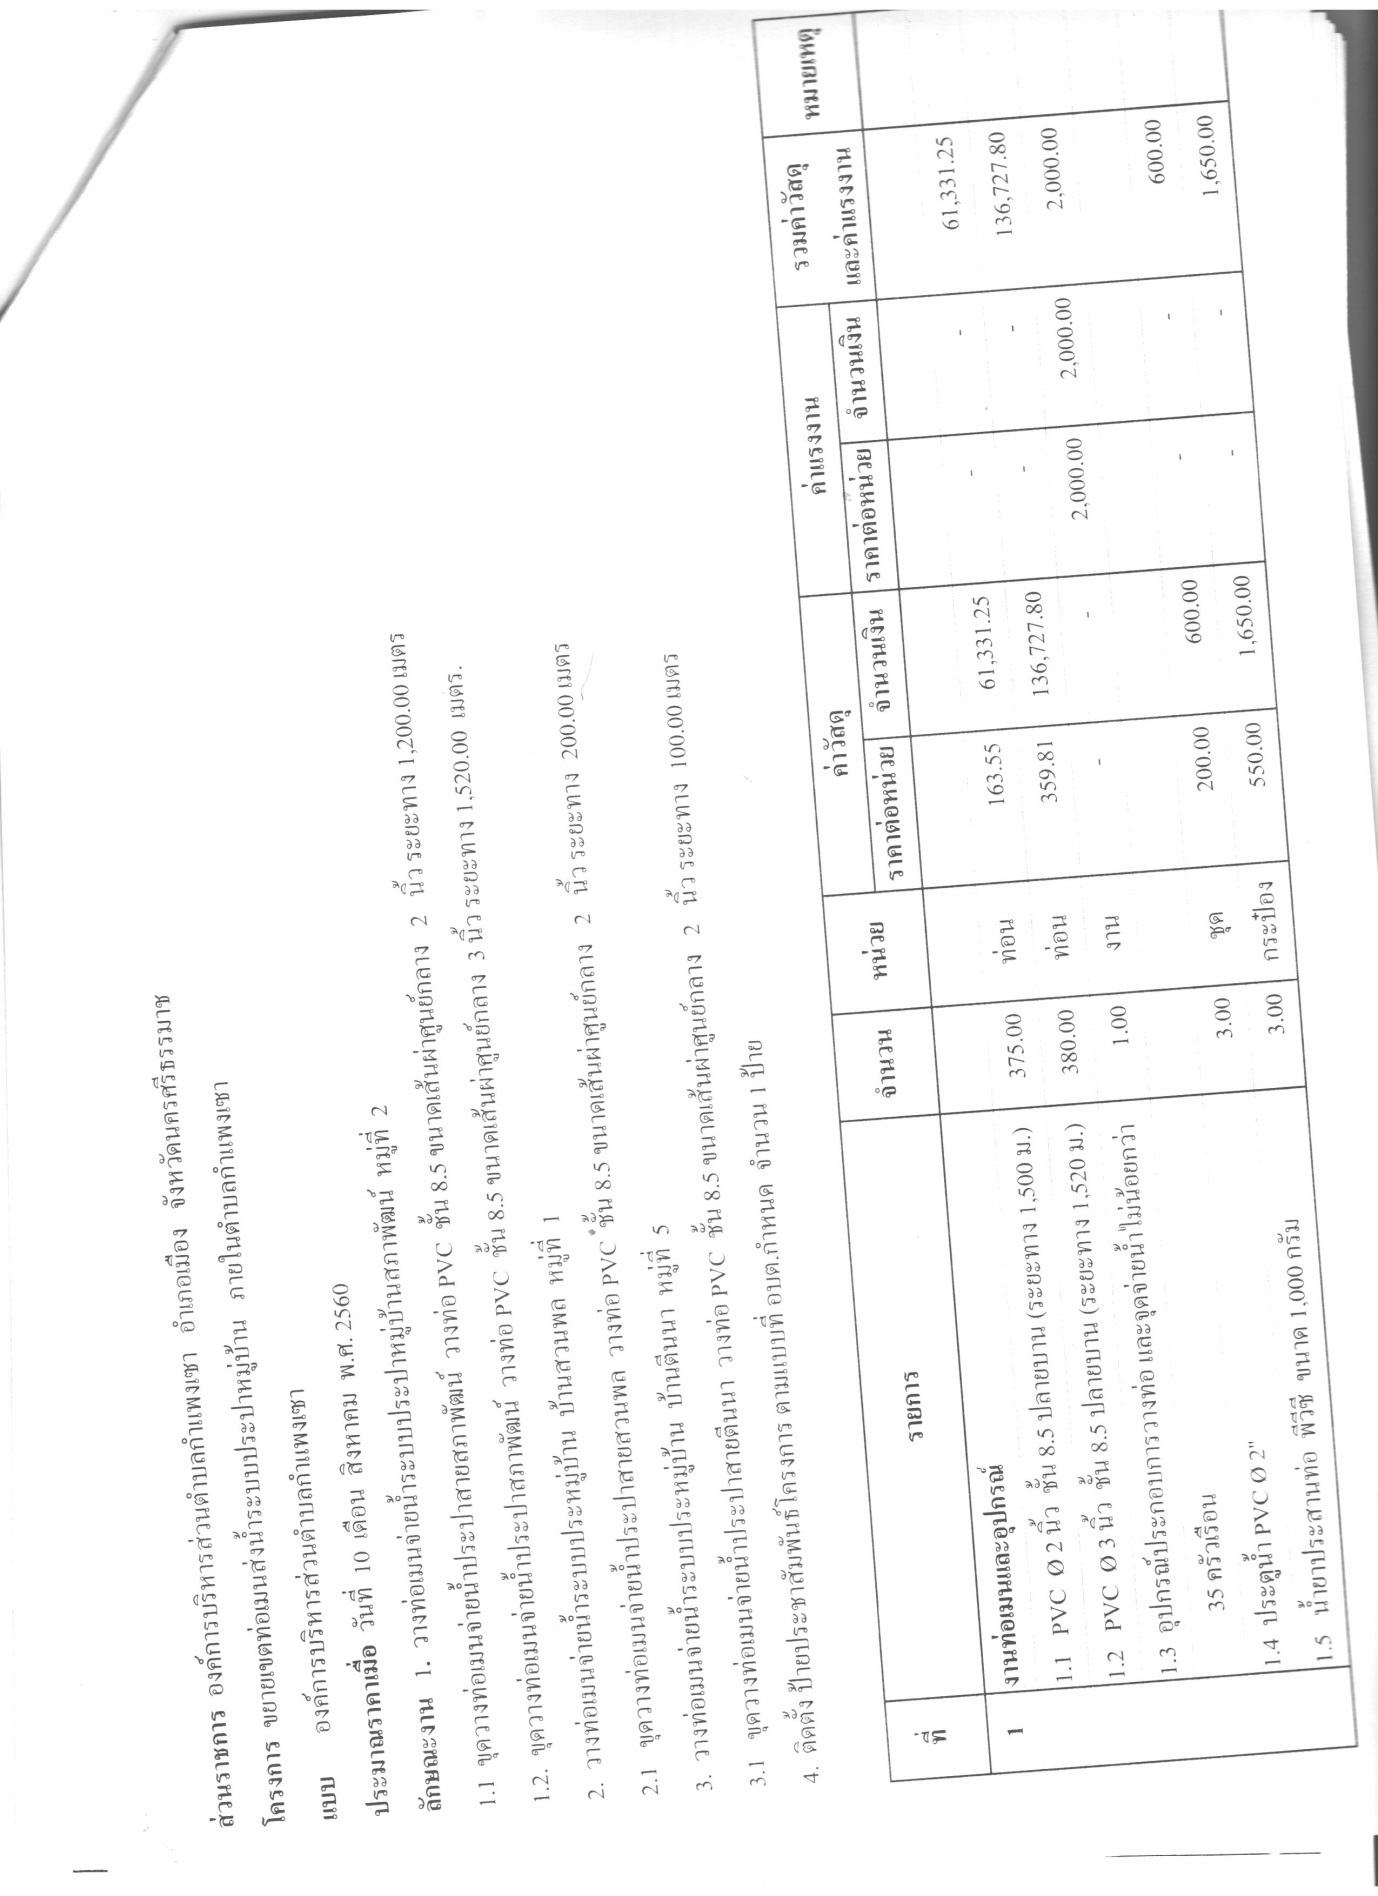 ส่วนราชการ องค์การบริหารส่วนตำบลกำแพงเซา อำเภอเมือง จังหวัดนครศรีธรรมราช
โครงการ ขยายเขตท่อเมนส่งน้ำระบบประปาหมู่บ้าน ภายในตำบลกำแพงเซา
แบบ องค์การบริหารส่วนตำบลกำแพงเซา
ประมาณราคาเมื่อ วันที่ 10 เดือน สิงหาคม พ.ศ. 2560
ลักษณะงาน 1. วางท่อเมนจ่ายน้ำระบบประปาหมู่บ้านสภาพัฒน์ หมู่ที่ 2
1.1 ขุดวางท่อเมนจ่ายน้ำประปาสายสภาพัฒน์ วางท่อ PVC ชั้น 8.5 ขนาดเส้นผ่าศูนย์กลาง 2 นิ้ว ระยะทาง 1,200.00 เมตร
1.2. ขุดวางท่อเมนจ่ายน้ำประปาสภาพัฒน์ วางท่อ PVC ชั้น 8.5 ขนาดเส้นผ่าศูนย์กลาง 3 นิ้ว ระยะทาง 1,520.00 เมตร.
2. วางท่อเมนจ่ายน้ำระบบประหมู่บ้าน บ้านสวนพล หมู่ที่ 1
2.1 ขุดวางท่อเมนจ่ายน้ำประปาสายสวนพล วางท่อ PVC ชั้น 8.5 ขนาดเส้นผ่าศูนย์กลาง 2 นิ้ว ระยะทาง 200.00 เมตร
3. วางท่อเมนจ่ายน้ำระบบประหมู่บ้าน บ้านตีนนา หมู่ที่ 5
3.1 ขุดวางท่อเมนจ่ายน้ำประปาสายตีนนา วางท่อ PVC ชั้น 8.5 ขนาดเส้นผ่าศูนย์กลาง 2 นิ้ว ระยะทาง 100.00 เมตร
4. ติดตั้ง ป้ายประชาสัมพันธ์โครงการ ตามแบบที่ อบต.กำหนด จำนวน 1 ป้าย
ที่ รายการ จำนวน หน่วย ค่าวัสดุ ค่าแรงงาน รวมค่าวัสดุ หมายเหตุ
ราคาต่อหน่วย จำนวนเงิน ราคาต่อหน่วย จำนวนเงิน และค่าแรงงาน
1 งานท่อเมนและอุปกรณ์
1.1 PVC Ø 2 นิ้ว ชั้น 8.5 ปลายบาน (ระยะทาง 1,500 ม.) 375.00 ท่อน 163.55 61,331.25 - - 61,331.25
1.2 PVC Ø 3 นิ้ว ชั้น 8.5 ปลายบาน (ระยะทาง 1,520 ม.) 380.00 ท่อน 359.81 136,727.80 - - 136,727.80
1.3 อุปกรณ์ประกอบการวางท่อ และจุดจ่ายน้ำ ไม่น้อยกว่า 1.00 งาน - - 2,000.00 2,000.00 2,000.00
35 ครัวเรือน
1.4 ประตูน้ำ PVC Ø 2" 3.00 ชุด 200.00 600.00 - - 600.00
1.5 น้ำยาประสานท่อ พีวีซี ขนาด 1,000 กรัม 3.00 กระป๋อง 550.00 1,650.00 - - 1,650.00